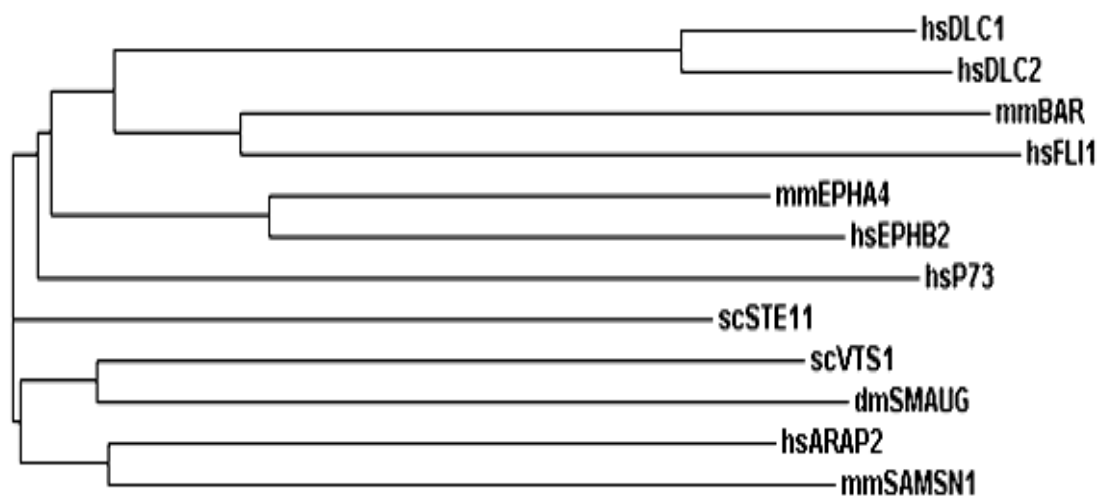 hsDLC1
hsDLC2
mmBAR
hsFLI1
mmEPHA4
hsEPHB2
hsP73
scSTE11
scVTS1
dmSMAUG
hsARAP2
mmSAMSN1